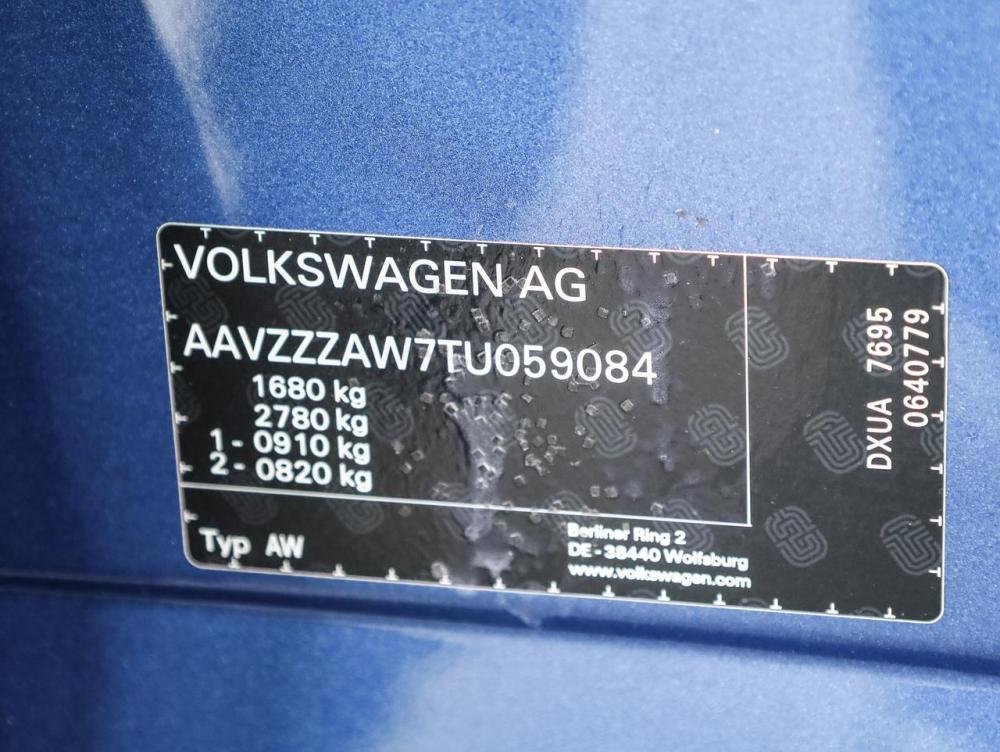 VOLKSWAGEN AG
AAVZZZAW7TU059084
1680 kg
2780 kg
1 - 0910 kg
2 - 0820 kg
Typ AW
Berliner Ring 2
DE - 38440 Wolfsburg
www.volkswagen.com
DXUA 7695
0640779